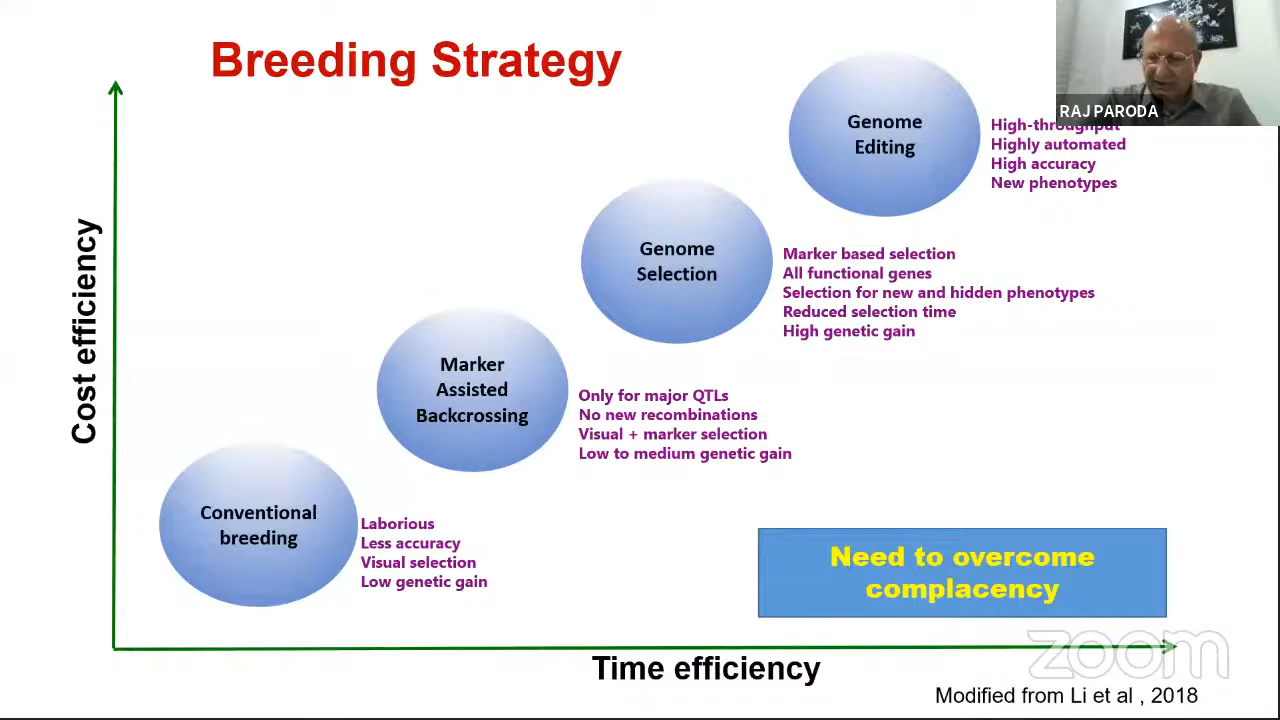 Breeding Strategy
RAJ PARODA
Cost efficiency
Genome
Editing
High-throughput
Highly automated
High accuracy
New phenotypes
Genome
Selection
Marker based selection
All functional genes
Selection for new and hidden phenotypes
Reduced selection time
High genetic gain
Marker
Assisted
Backcrossing
Only for major QTLs
No new recombinations
Visual + marker selection
Low to medium genetic gain
Conventional
breeding
Laborious
Less accuracy
Visual selection
Low genetic gain
Need to overcome
complacency
Time efficiency
zoom
Modified from Li et al , 2018